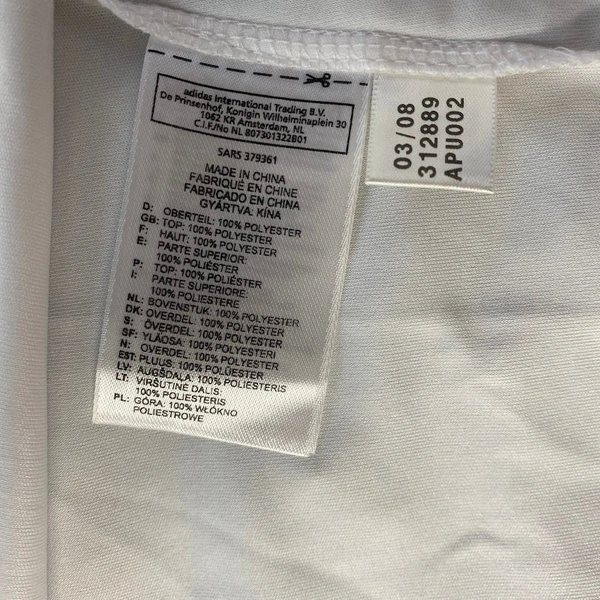 adidas International Trading B.V.
De Prinsenhof, Konigin Wilhelminaplein 30
1062 KR Amsterdam, NL
C.I.F./No NL 807301322B01
SARS 379361
MADE IN CHINA
FABRIQUÉ EN CHINE
FABRICADO EN CHINA
GYÁRTVA: KÍNA
D: OBERTEIL: 100% POLYESTER
GB: TOP: 100% POLYESTER
F: HAUT: 100% POLYESTER
E: PARTE SUPERIOR:
100% POLIÉSTER
P: TOP: 100% POLIÉSTER
I: PARTE SUPERIORE:
100% POLIESTERE
NL: BOVENSTUK: 100% POLYESTER
DK: OVERDEL: 100% POLYESTER
S: ÖVERDEL: 100% POLYESTER
SF: YLÄOSA: 100% POLYESTERI
N: OVERDEL: 100% POLYESTER
EST: PLUUS: 100% POLÜESTER
LV: AUGŠDAĻA: 100% POLIESTERIS
LT: VIRŠUTINĖ DALIS:
100% POLIESTERIS
PL: GÓRA: 100% WŁÓKNO
POLIESTROWE
03/08
312889
APU002